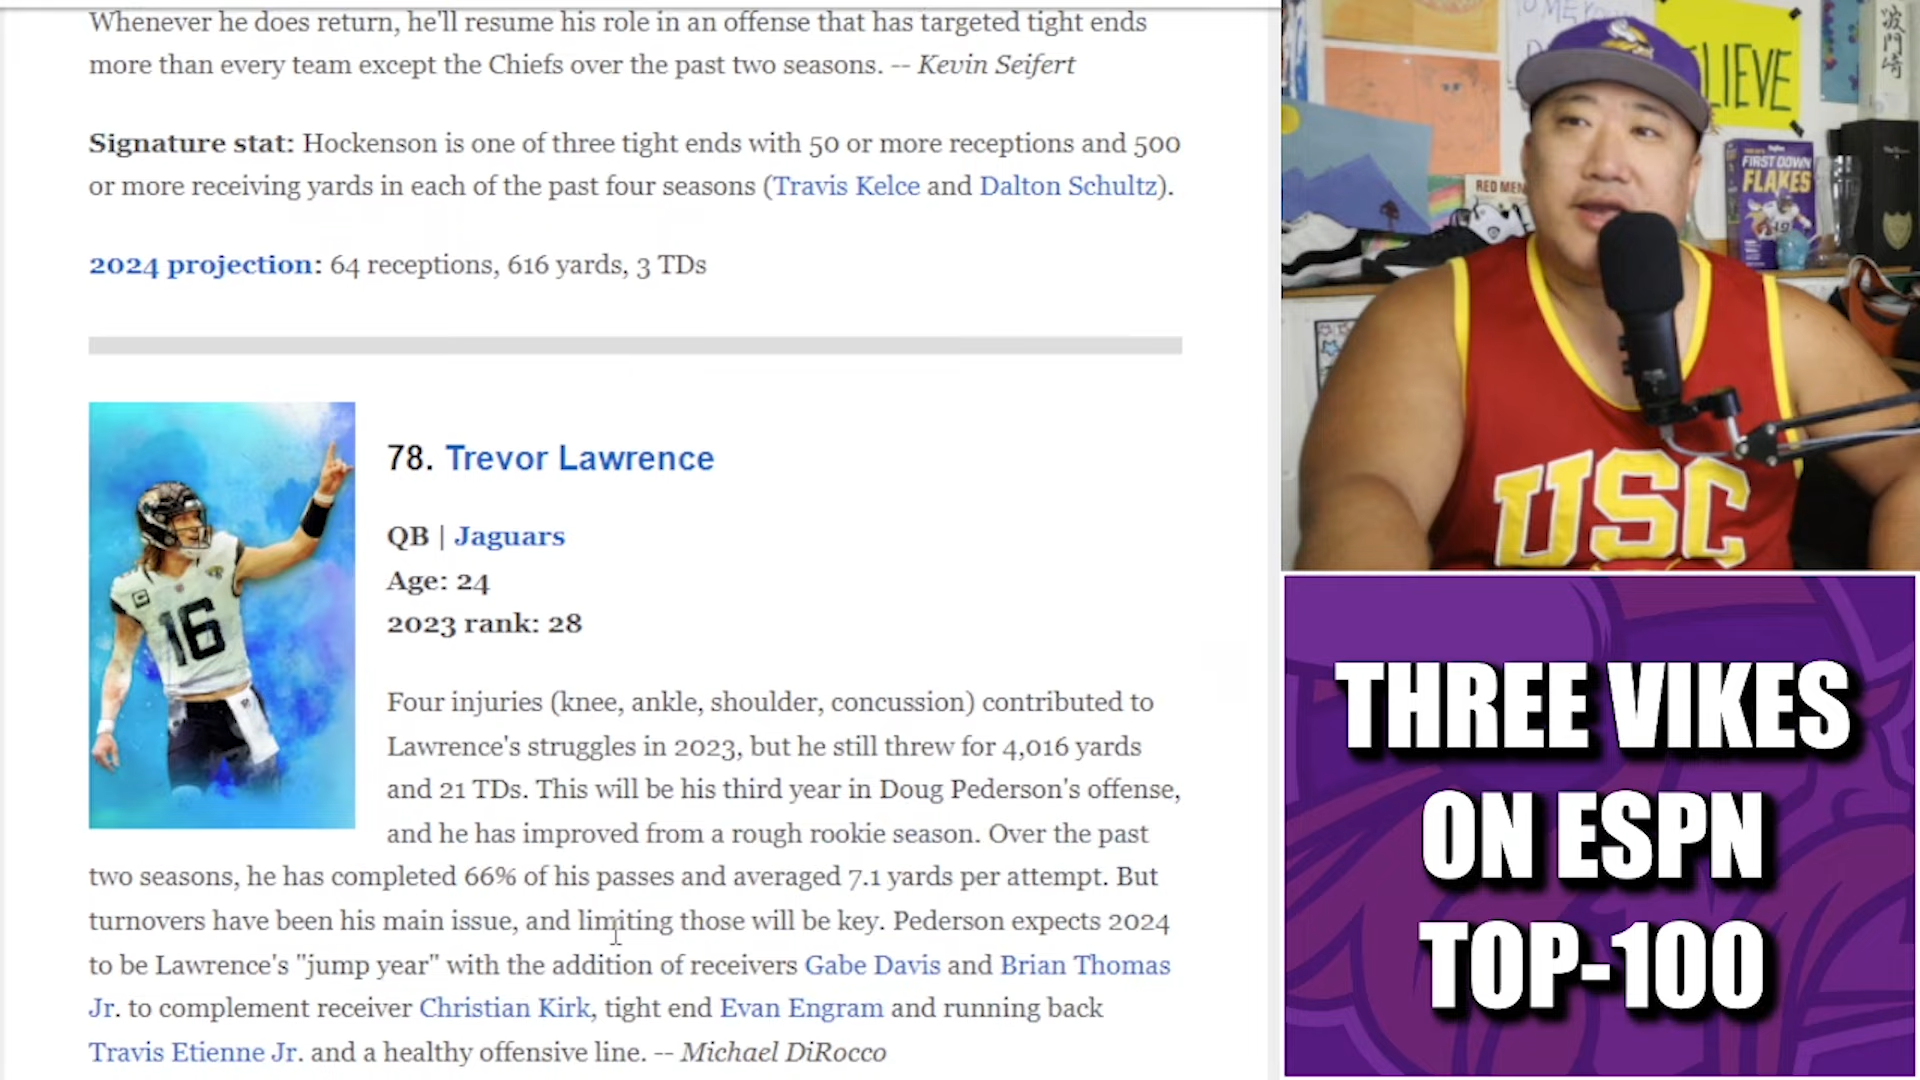 Whenever he does return, he'll resume his role in an offense that has targeted tight ends
more than every team except the Chiefs over the past two seasons. -- Kevin Seifert
Signature stat: Hockenson is one of three tight ends with 50 or more receptions and 500
or more receiving yards in each of the past four seasons (Travis Kelce and Dalton Schultz).
2024 projection: 64 receptions, 616 yards, 3 TDs
78. Trevor Lawrence
QB | Jaguars
Age: 24
2023 rank: 28
Four injuries (knee, ankle, shoulder, concussion) contributed to
Lawrence's struggles in 2023, but he still threw for 4,016 yards
and 21 TDs. This will be his third year in Doug Pederson's offense,
and he has improved from a rough rookie season. Over the past
two seasons, he has completed 66% of his passes and averaged 7.1 yards per attempt. But
turnovers have been his main issue, and limiting those will be key. Pederson expects 2024
to be Lawrence's "jump year" with the addition of receivers Gabe Davis and Brian Thomas
Jr. to complement receiver Christian Kirk, tight end Evan Engram and running back
Travis Etienne Jr. and a healthy offensive line. -- Michael DiRocco
16
C
LIEVE
FIRST DOWN
FLAKES
RED MEN
波門崎
USC
THREE VIKES
ON ESPN
TOP-100